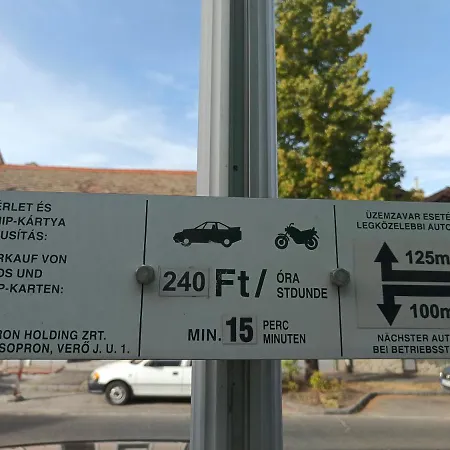 ÉRLET ÉS
IP-KÁRTYA
USÍTÁS:
RKAUF VON
OS UND
P-KARTEN:
RON HOLDING ZRT.
SOPRON, VERŐ J. U. 1.
240 Ft/ ÓRA
STDUNDE
MIN. 15 PERC
MINUTEN
ÜZEMZAVAR ESETÉ
LEGKÖZELEBBI AUTO
125m
100m
NÄCHSTER AUT
BEI BETRIEBSST